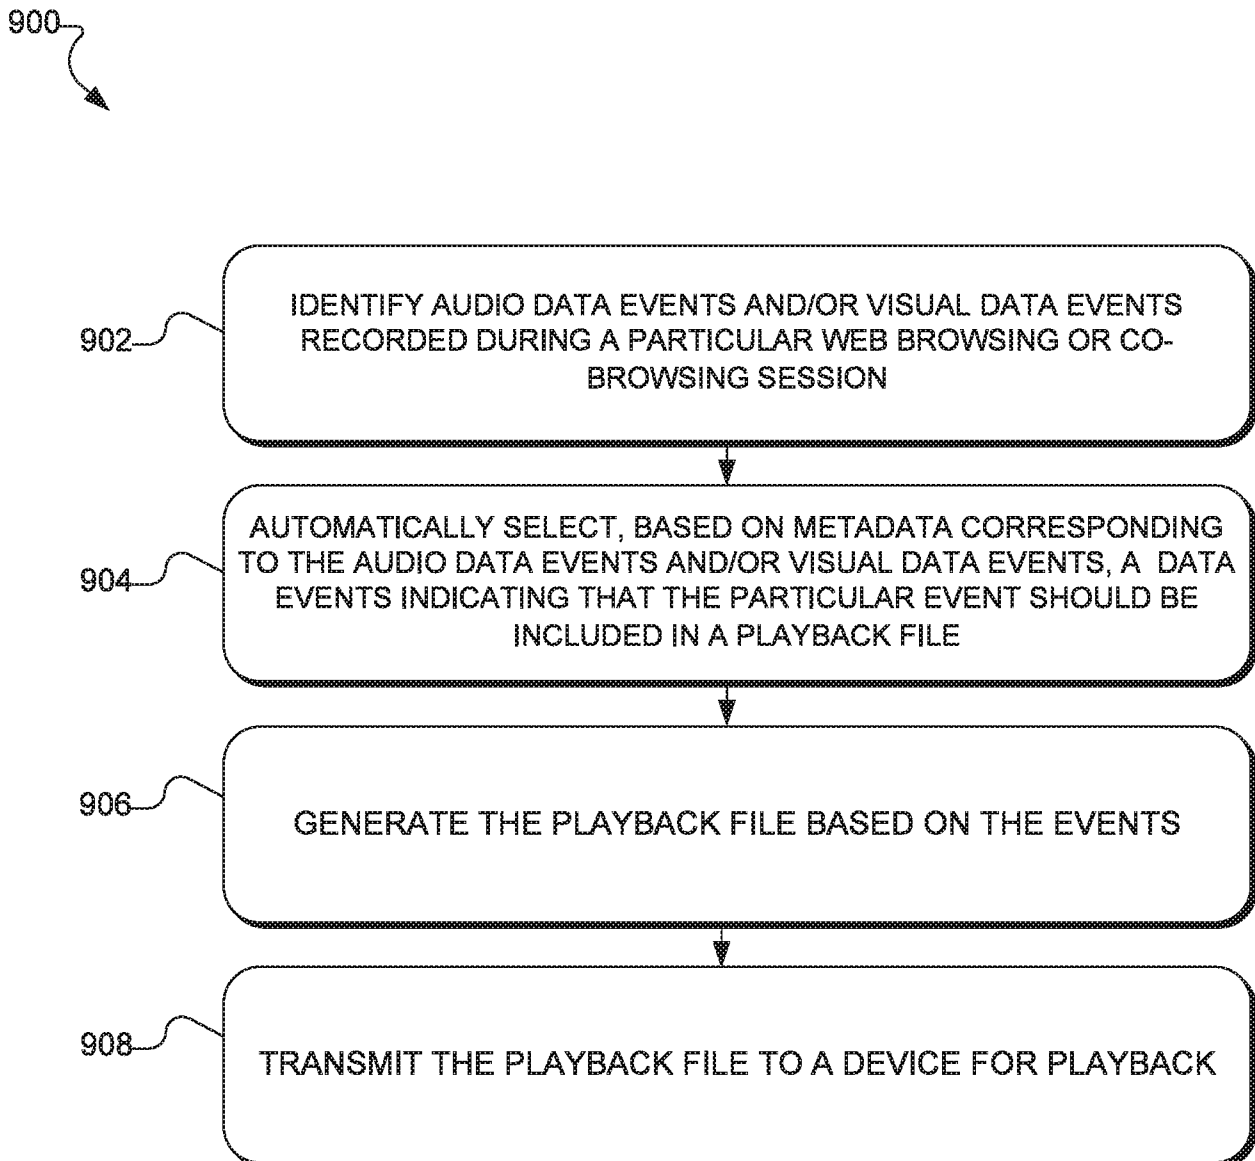 900
902
IDENTIFY AUDIO DATA EVENTS AND/OR VISUAL DATA EVENTS
RECORDED DURING A PARTICULAR WEB BROWSING OR CO-
BROWSING SESSION
904
AUTOMATICALLY SELECT, BASED ON METADATA CORRESPONDING
TO THE AUDIO DATA EVENTS AND/OR VISUAL DATA EVENTS, A DATA
EVENTS INDICATING THAT THE PARTICULAR EVENT SHOULD BE
INCLUDED IN A PLAYBACK FILE
906
GENERATE THE PLAYBACK FILE BASED ON THE EVENTS
908
TRANSMIT THE PLAYBACK FILE TO A DEVICE FOR PLAYBACK